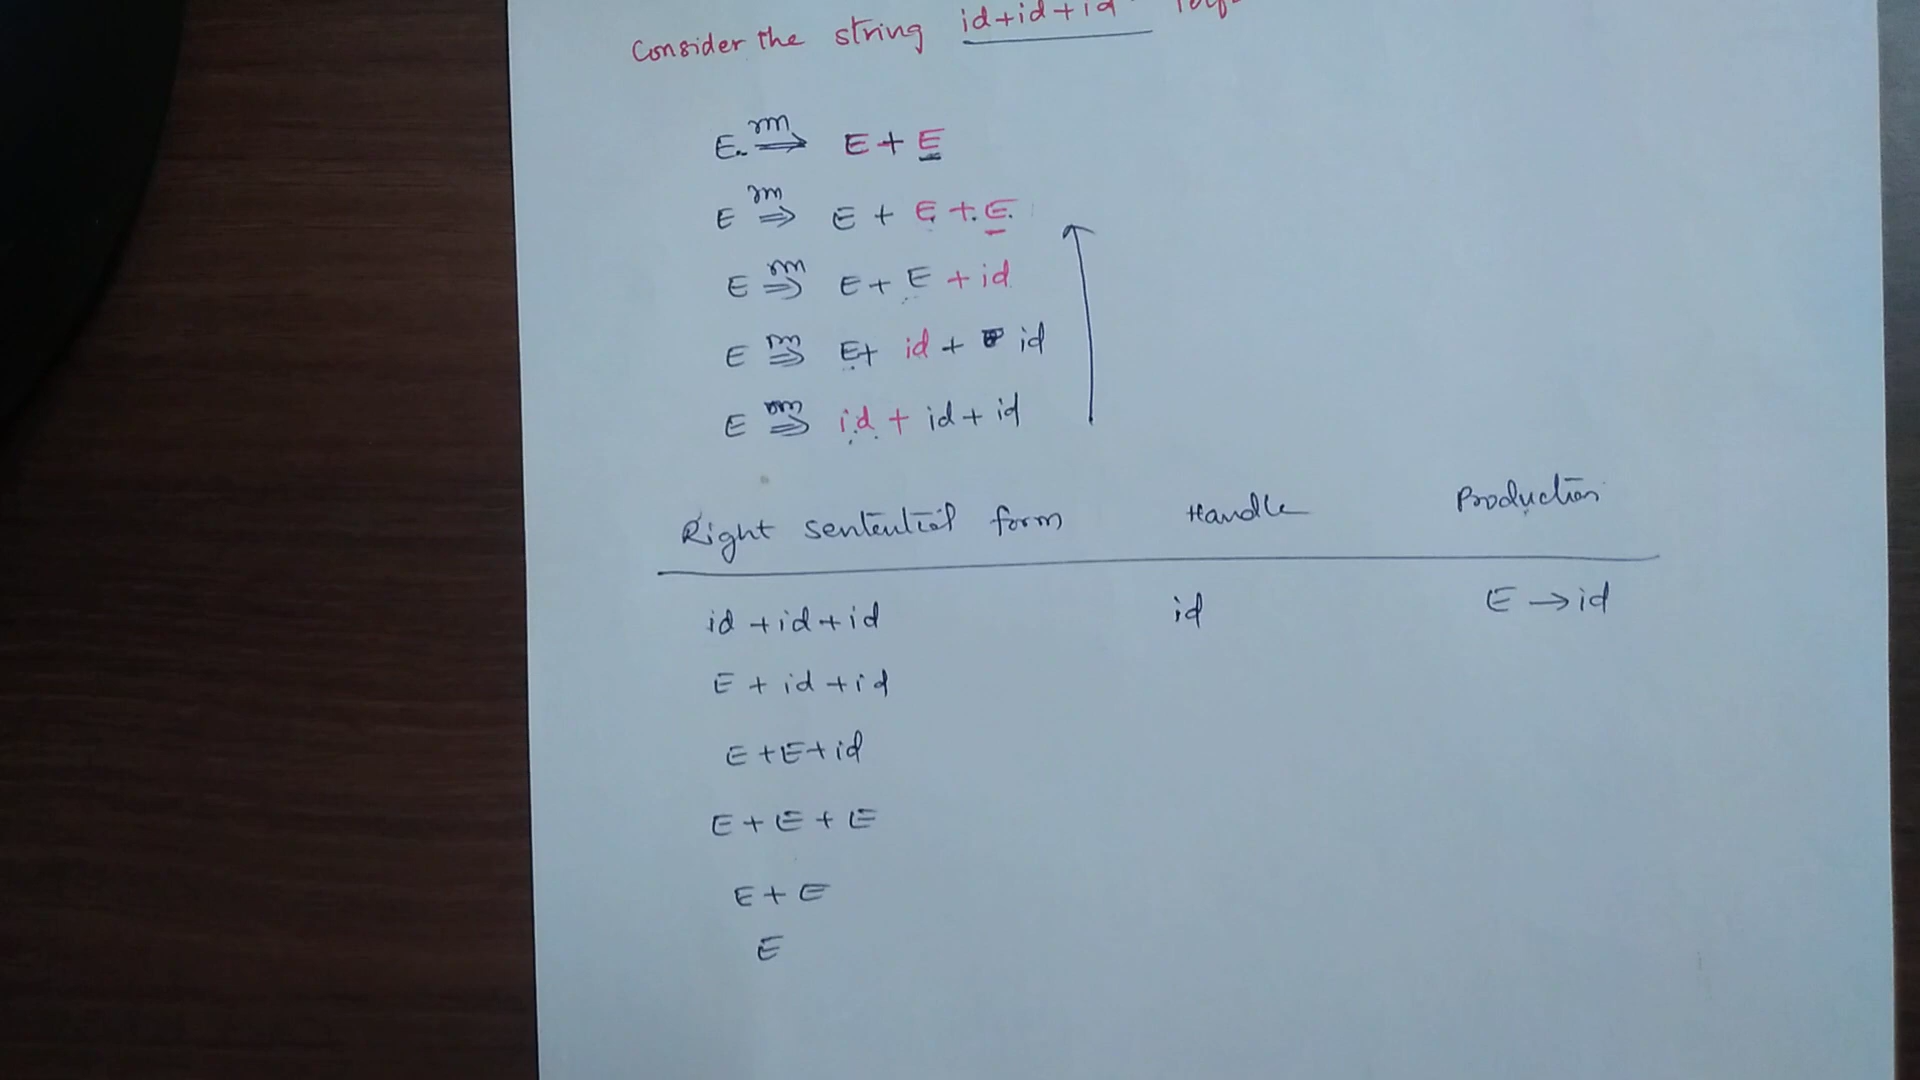 Consider the string id+id+id
E. rm⇒ E + E
E rm⇒ E + E + E
E rm⇒ E + E + id
E rm⇒ E + id + id
E rm⇒ id + id + id
Right sentential form Handle Production
id + id + id id E → id
E + id + id
E + E + id
E + E + E
E + E
E